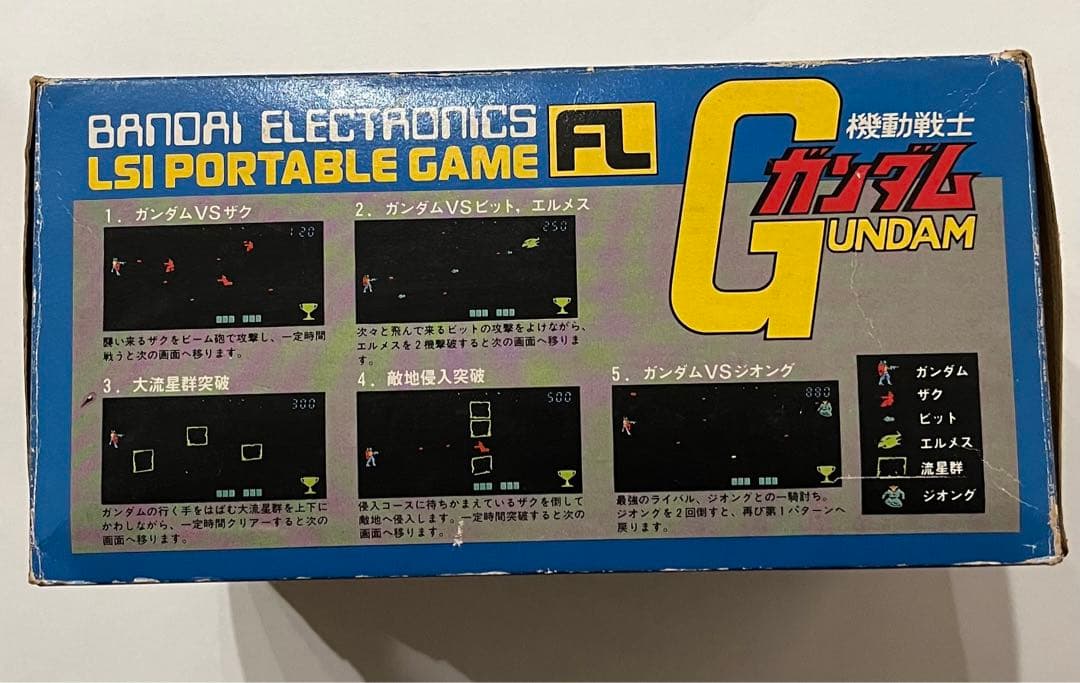 BANDAI ELECTRONICS
LSI PORTABLE GAME
FL
機動戦士
ガンダム
GUNDAM
1. ガンダムVSザク
120
襲い来るザクをビーム砲で攻撃し、一定時間
戦うと次の画面へ移ります。
2. ガンダムVSビット，エルメス
250
次々と飛んで来るビットの攻撃をよけながら、
エルメスを2機撃破すると次の画面へ移りま
す。
3. 大流星群突破
300
ガンダムの行く手をはばむ大流星群を上下に
かわしながら、一定時間クリアーすると次の
画面へ移ります。
4. 敵地侵入突破
500
侵入コースに待ちかまえているザクを倒して
敵地へ侵入します。一定時間突破すると次の
画面へ移ります。
5. ガンダムVSジオング
最強のライバル、ジオングとの一騎討ち。
ジオングを2回倒すと、再び第1パターンへ
戻ります。
ガンダム
ザク
ビット
エルメス
流星群
ジオング